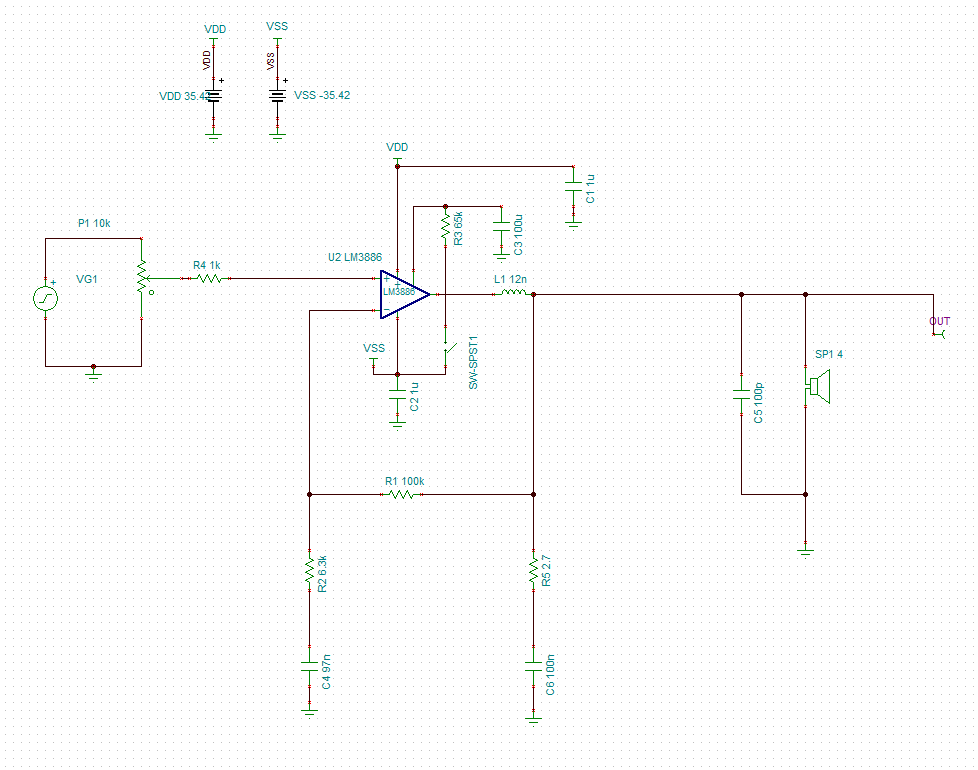 VDD
VSS
VDD
VSS
+
+
VDD 35.42
VSS -35.42
VDD
C1 1u
P1 10k
R3 65k
C3 100u
U2 LM3886
R4 1k
VG1
+
+
+
LM3886
-
L1 12n
OUT
VSS
SW-SPST1
SP1 4
C2 1u
C5 100p
R1 100k
R2 6.3k
R5 2.7
C4 97n
C6 100n